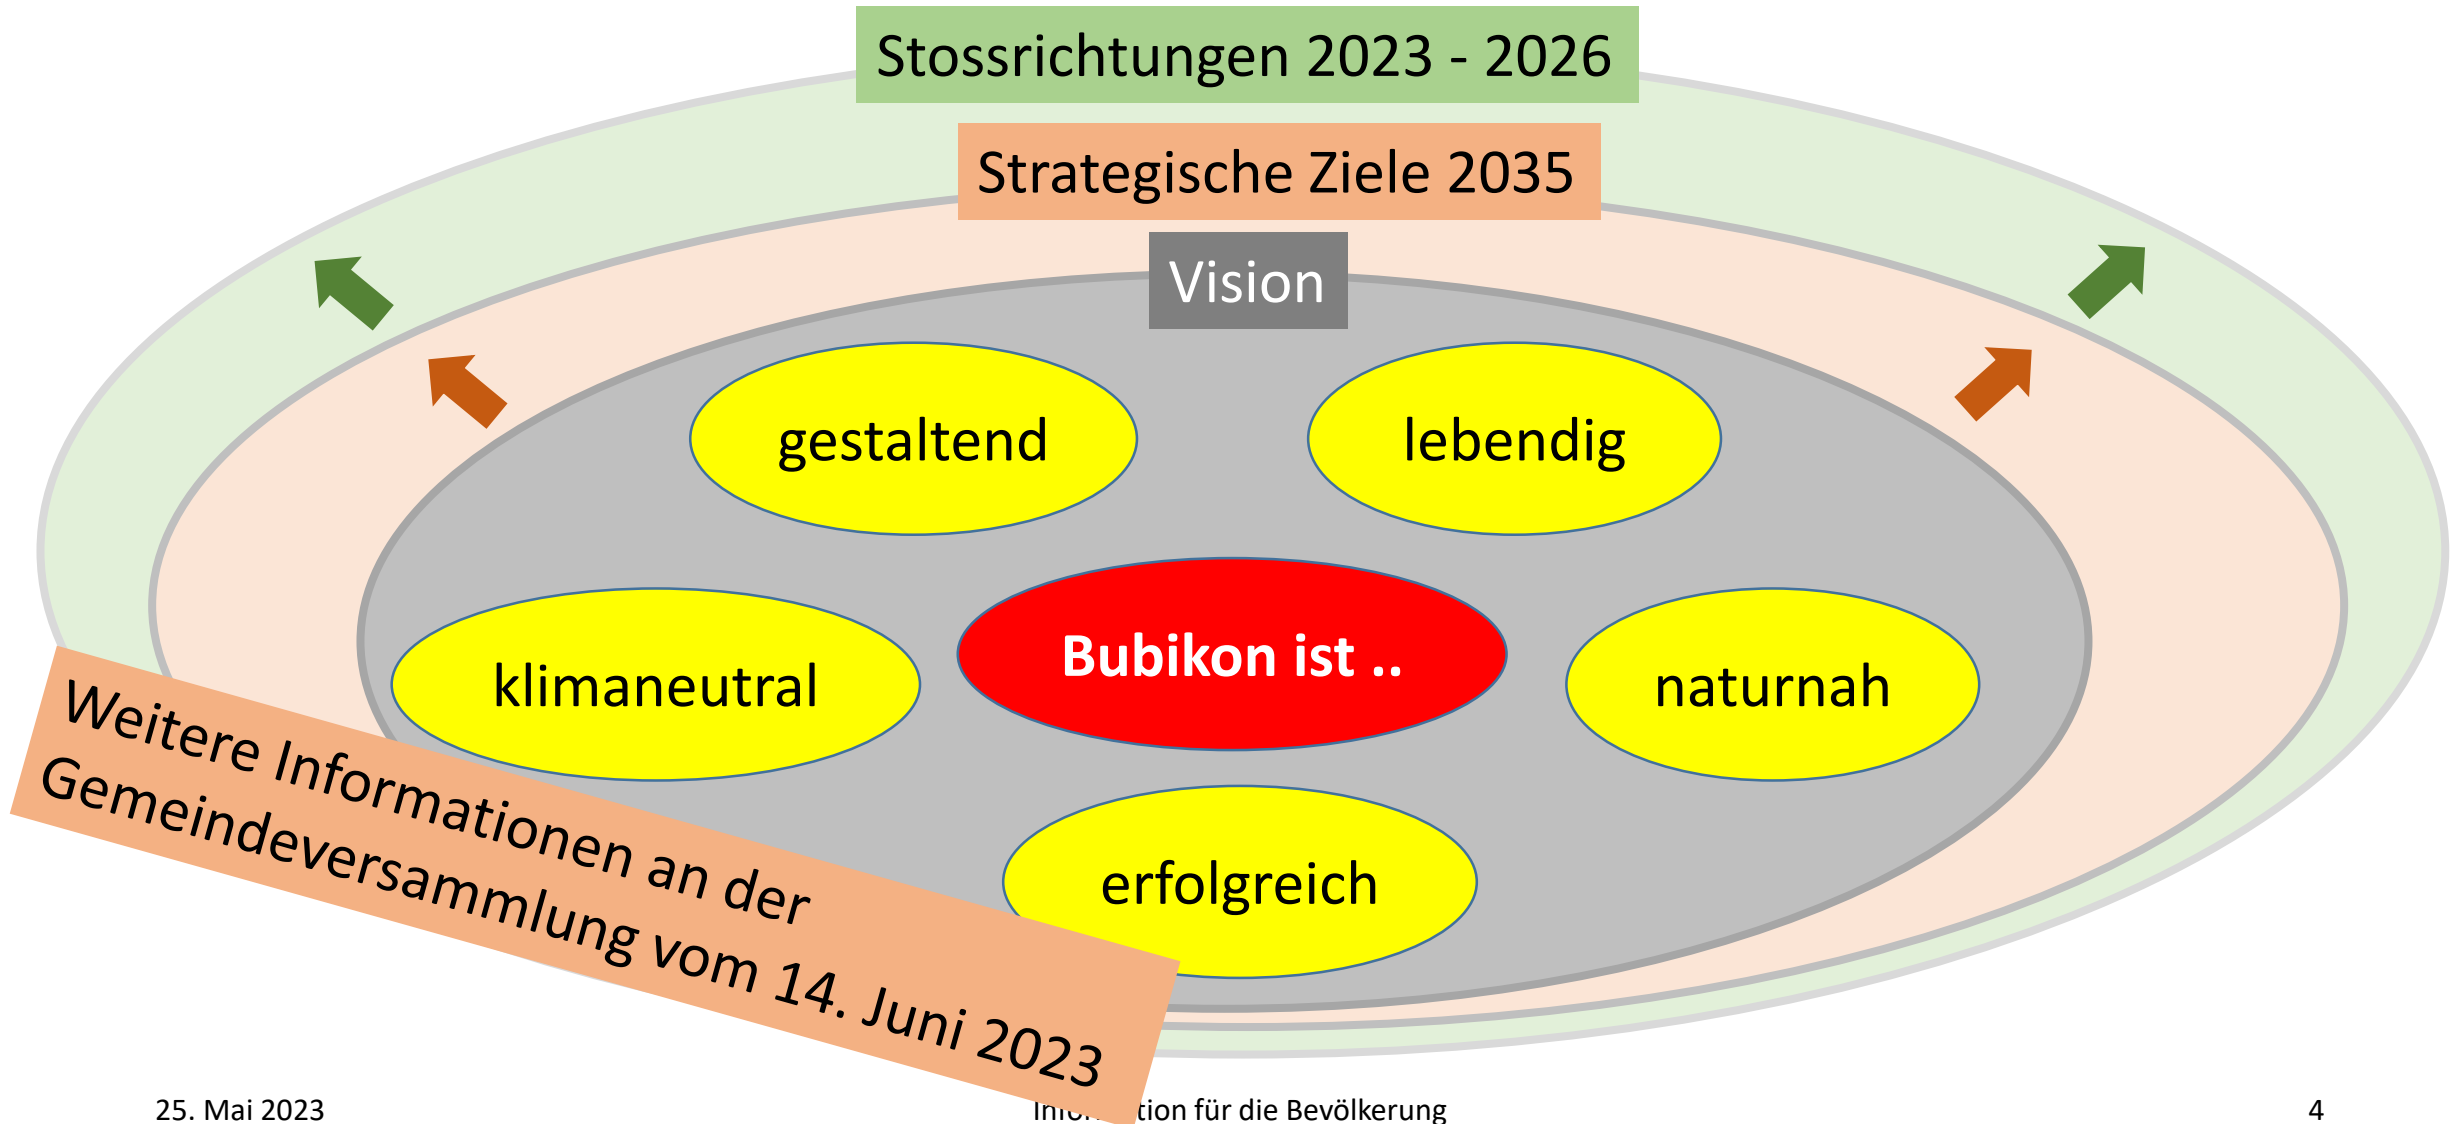 Stossrichtungen 2023 - 2026
Strategische Ziele 2035
Vision
gestaltend
lebendig
klimaneutral
Bubikon ist ..
naturnah
erfolgreich
Weitere Informationen an der
Gemeindeversammlung vom 14. Juni 2023
25. Mai 2023
für die Bevölkerung
4